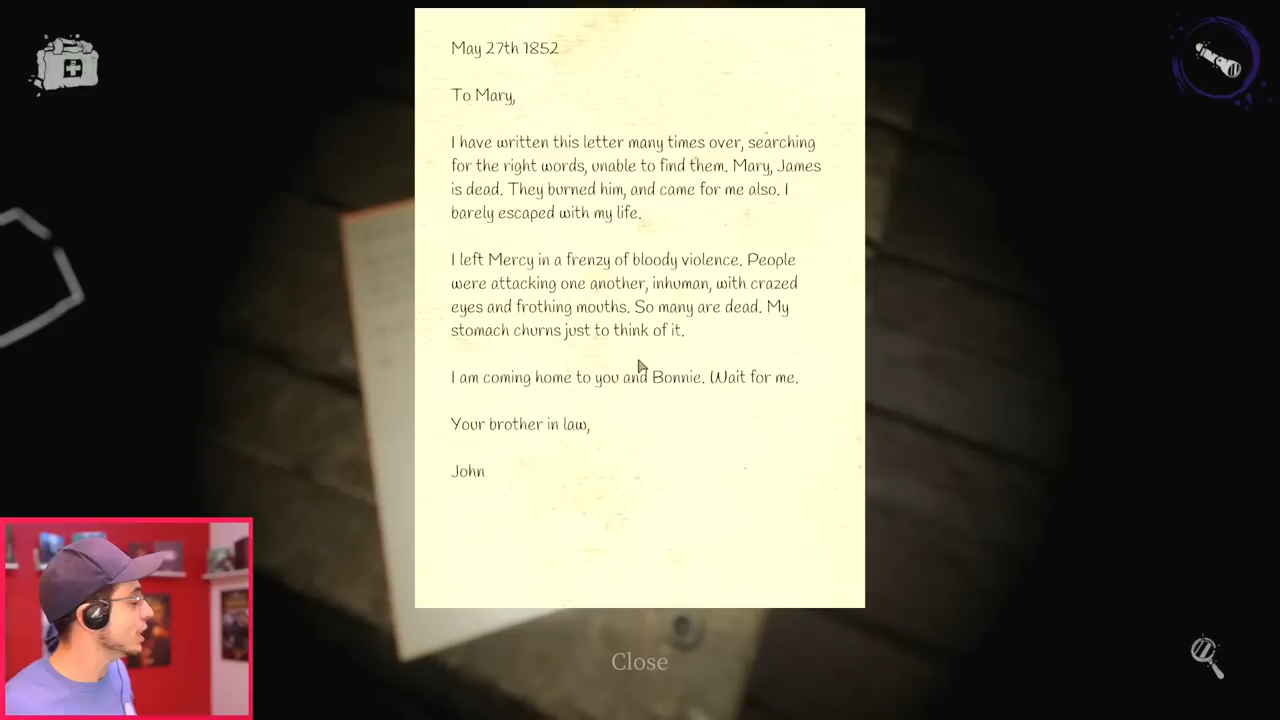 May 27th 1852
To Mary,
I have written this letter many times over, searching
for the right words, unable to find them. Mary, James
is dead. They burned him, and came for me also. I
barely escaped with my life.
I left Mercy in a frenzy of bloody violence. People
were attacking one another, inhuman, with crazed
eyes and frothing mouths. So many are dead. My
stomach churns just to think of it.
I am coming home to you and Bonnie. Wait for me.
Your brother in law,
John
Close